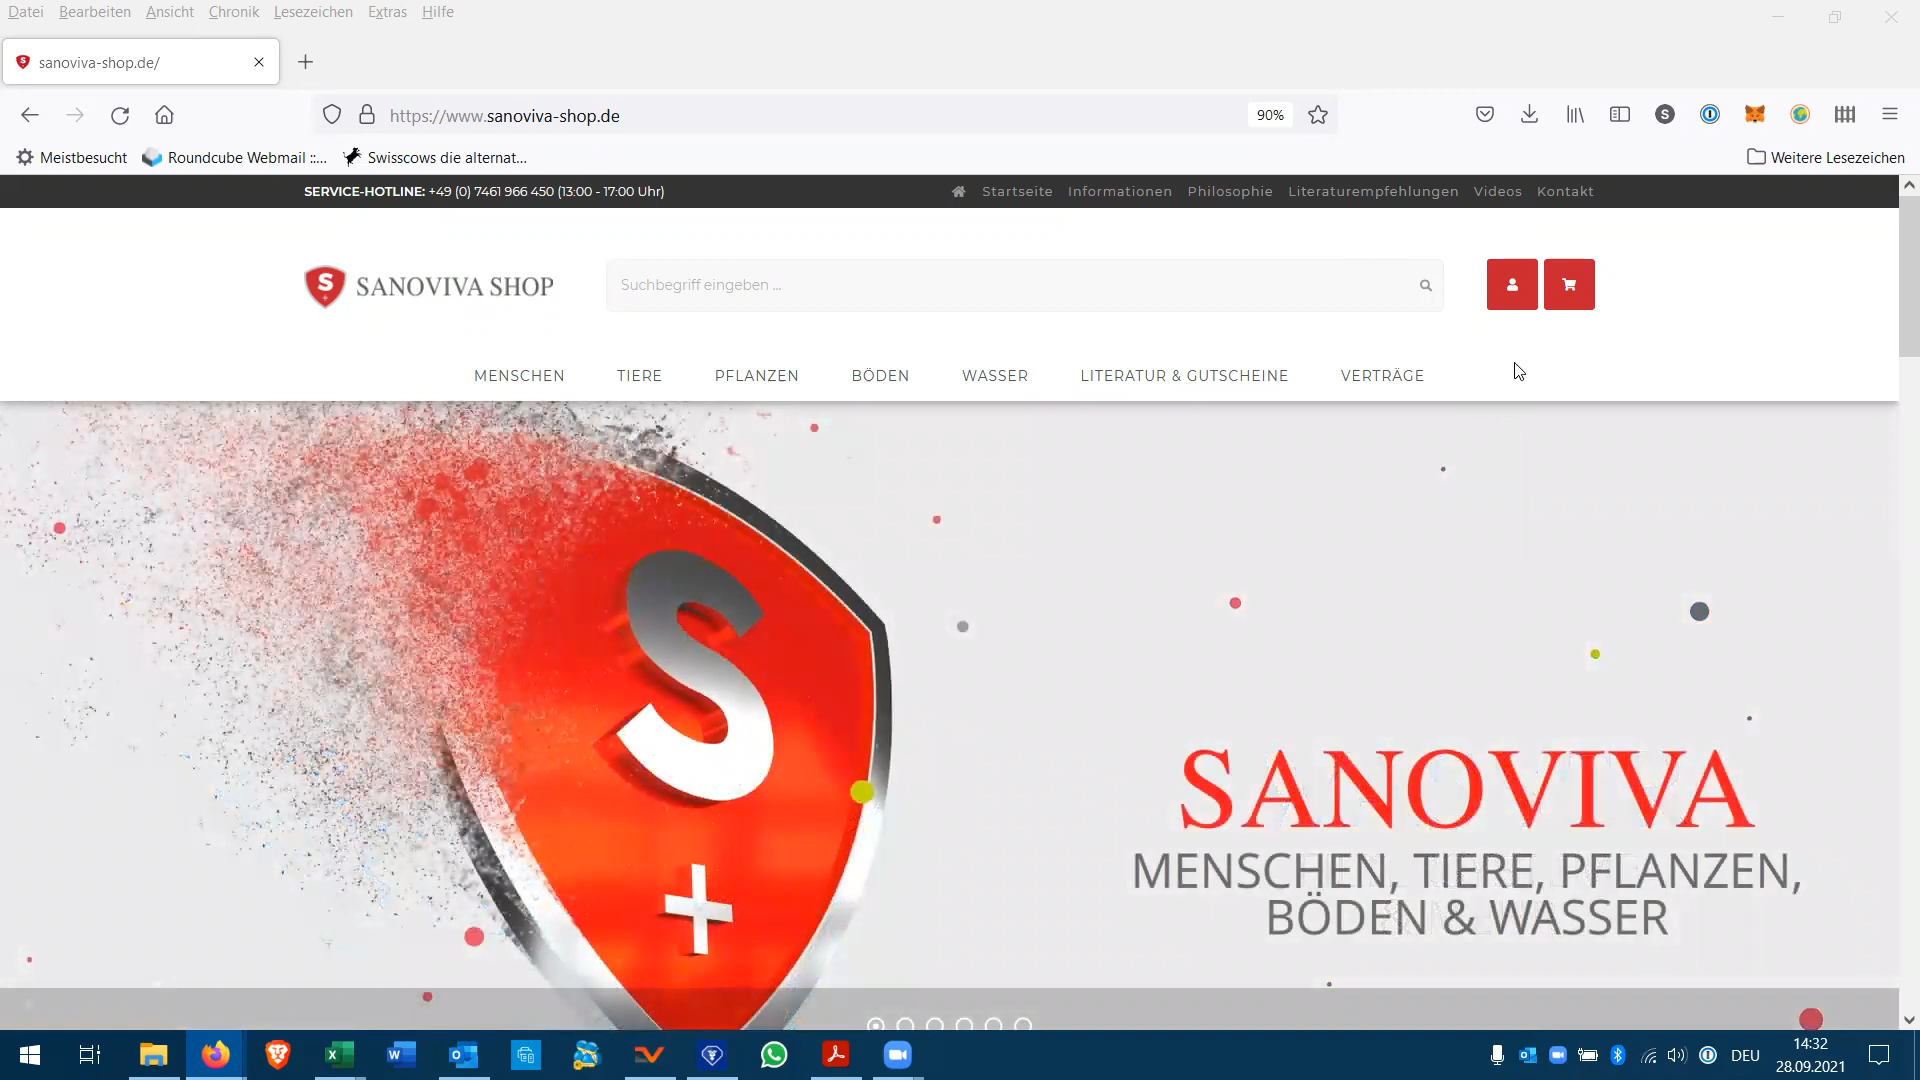 Datei Bearbeiten Ansicht Chronik Lesezeichen Extras Hilfe
sanoviva-shop.de/
https://www.sanoviva-shop.de 90%
Meistbesucht Roundcube Webmail ::... Swisscows die alternat... Weitere Lesezeichen
SERVICE-HOTLINE: +49 (0) 7461 966 450 (13:00 - 17:00 Uhr) Startseite Informationen Philosophie Literaturempfehlungen Videos Kontakt
S SANOVIVA SHOP Suchbegriff eingeben ...
MENSCHEN TIERE PFLANZEN BÖDEN WASSER LITERATUR & GUTSCHEINE VERTRÄGE
S
+
SANOVIVA
MENSCHEN, TIERE, PFLANZEN,
BÖDEN & WASSER
DEU 14:32
28.09.2021